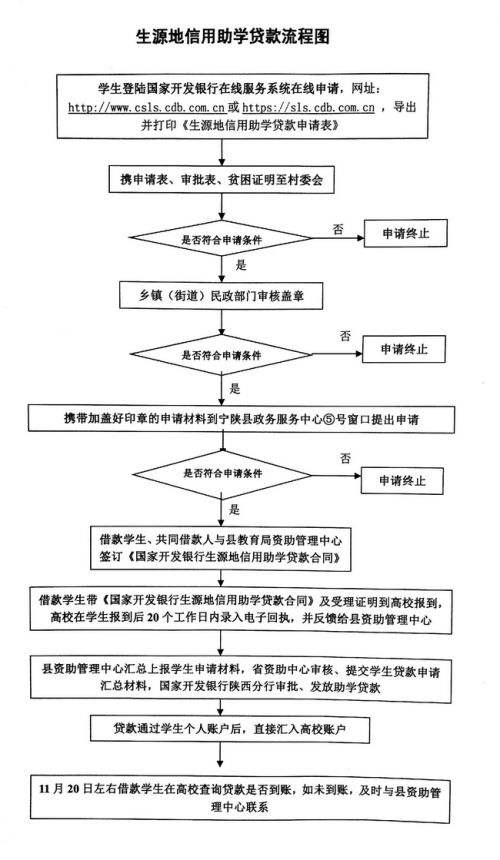 生源地信用助学贷款流程图
学生登陆国家开发银行在线服务系统在线申请，网址：
http://www.csls.cdb.com.cn 或 https://sls.cdb.com.cn ，导出
并打印《生源地信用助学贷款申请表》
携申请表、审批表、贫困证明至村委会
是否符合申请条件
否
申请终止
是
乡镇（街道）民政部门审核盖章
是否符合申请条件
否
申请终止
是
携带加盖好印章的申请材料到宁陕县政务服务中心⑤号窗口提出申请
是否符合申请条件
否
申请终止
是
借款学生、共同借款人与县教育局资助管理中心
签订《国家开发银行生源地信用助学贷款合同》
借款学生带《国家开发银行生源地信用助学贷款合同》及受理证明到高校报到，
高校在学生报到后 20 个工作日内录入电子回执，并反馈给县资助管理中心
县资助管理中心汇总上报学生申请材料，省资助中心审核、提交学生贷款申请
汇总材料，国家开发银行陕西分行审批、发放助学贷款
贷款通过学生个人账户后，直接汇入高校账户
11 月 20 日左右借款学生在高校查询贷款是否到账，如未到账，及时与县资助管
理中心联系